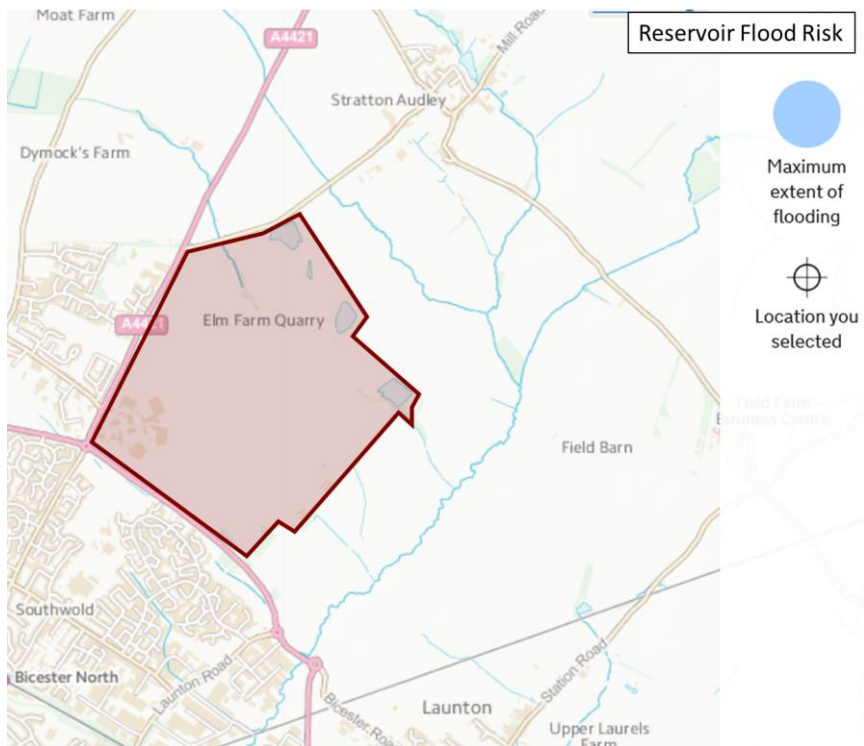 Moat Farm
A4421
Mill Road
Reservoir Flood Risk
Stratton Audley
Dymock's Farm
Maximum
extent of
flooding
Location you
selected
A4421
Elm Farm Quarry
Field Farm
Business Centre
Field Barn
Southwold
Bicester North
Launton Road
Bicester Road
Station Road
Launton
Upper Laurels
Farm